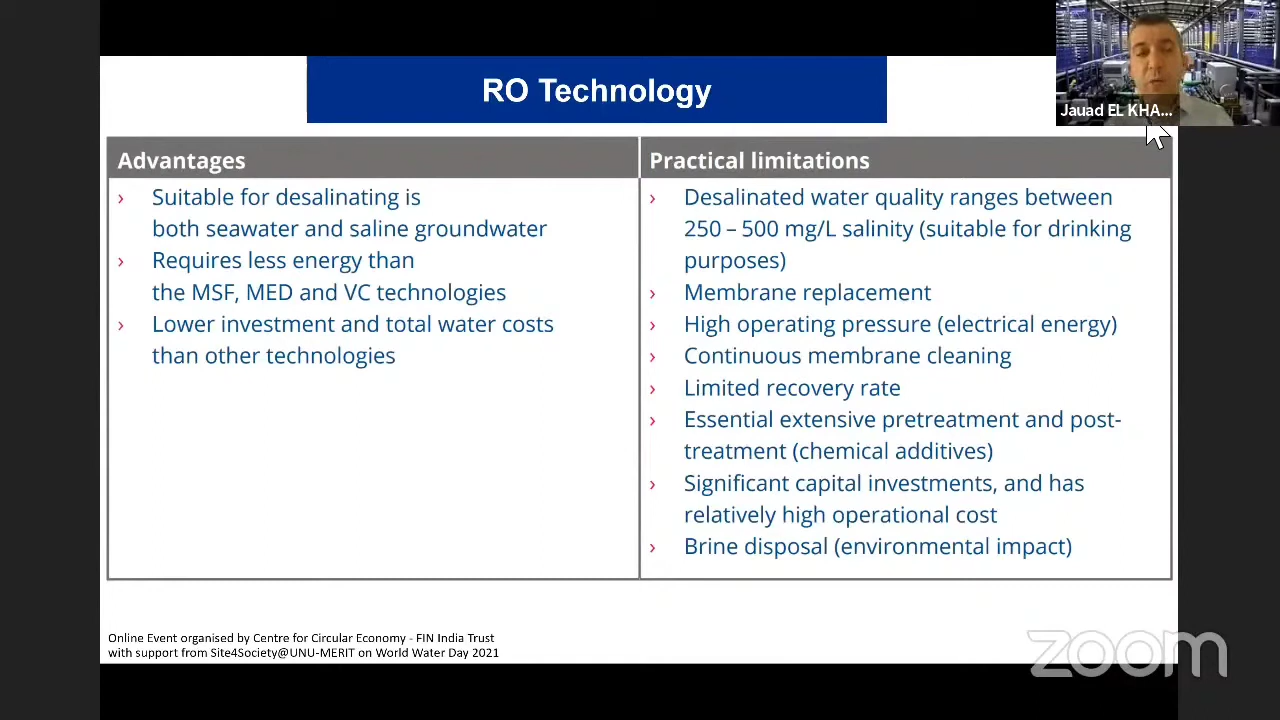 RO Technology
Jauad EL KHA...
Advantages
› Suitable for desalinating is
both seawater and saline groundwater
› Requires less energy than
the MSF, MED and VC technologies
› Lower investment and total water costs
than other technologies
Practical limitations
› Desalinated water quality ranges between
250 – 500 mg/L salinity (suitable for drinking
purposes)
› Membrane replacement
› High operating pressure (electrical energy)
› Continuous membrane cleaning
› Limited recovery rate
› Essential extensive pretreatment and post-
treatment (chemical additives)
› Significant capital investments, and has
relatively high operational cost
› Brine disposal (environmental impact)
Online Event organised by Centre for Circular Economy - FIN India Trust
with support from Site4Society@UNU-MERIT on World Water Day 2021
zoom